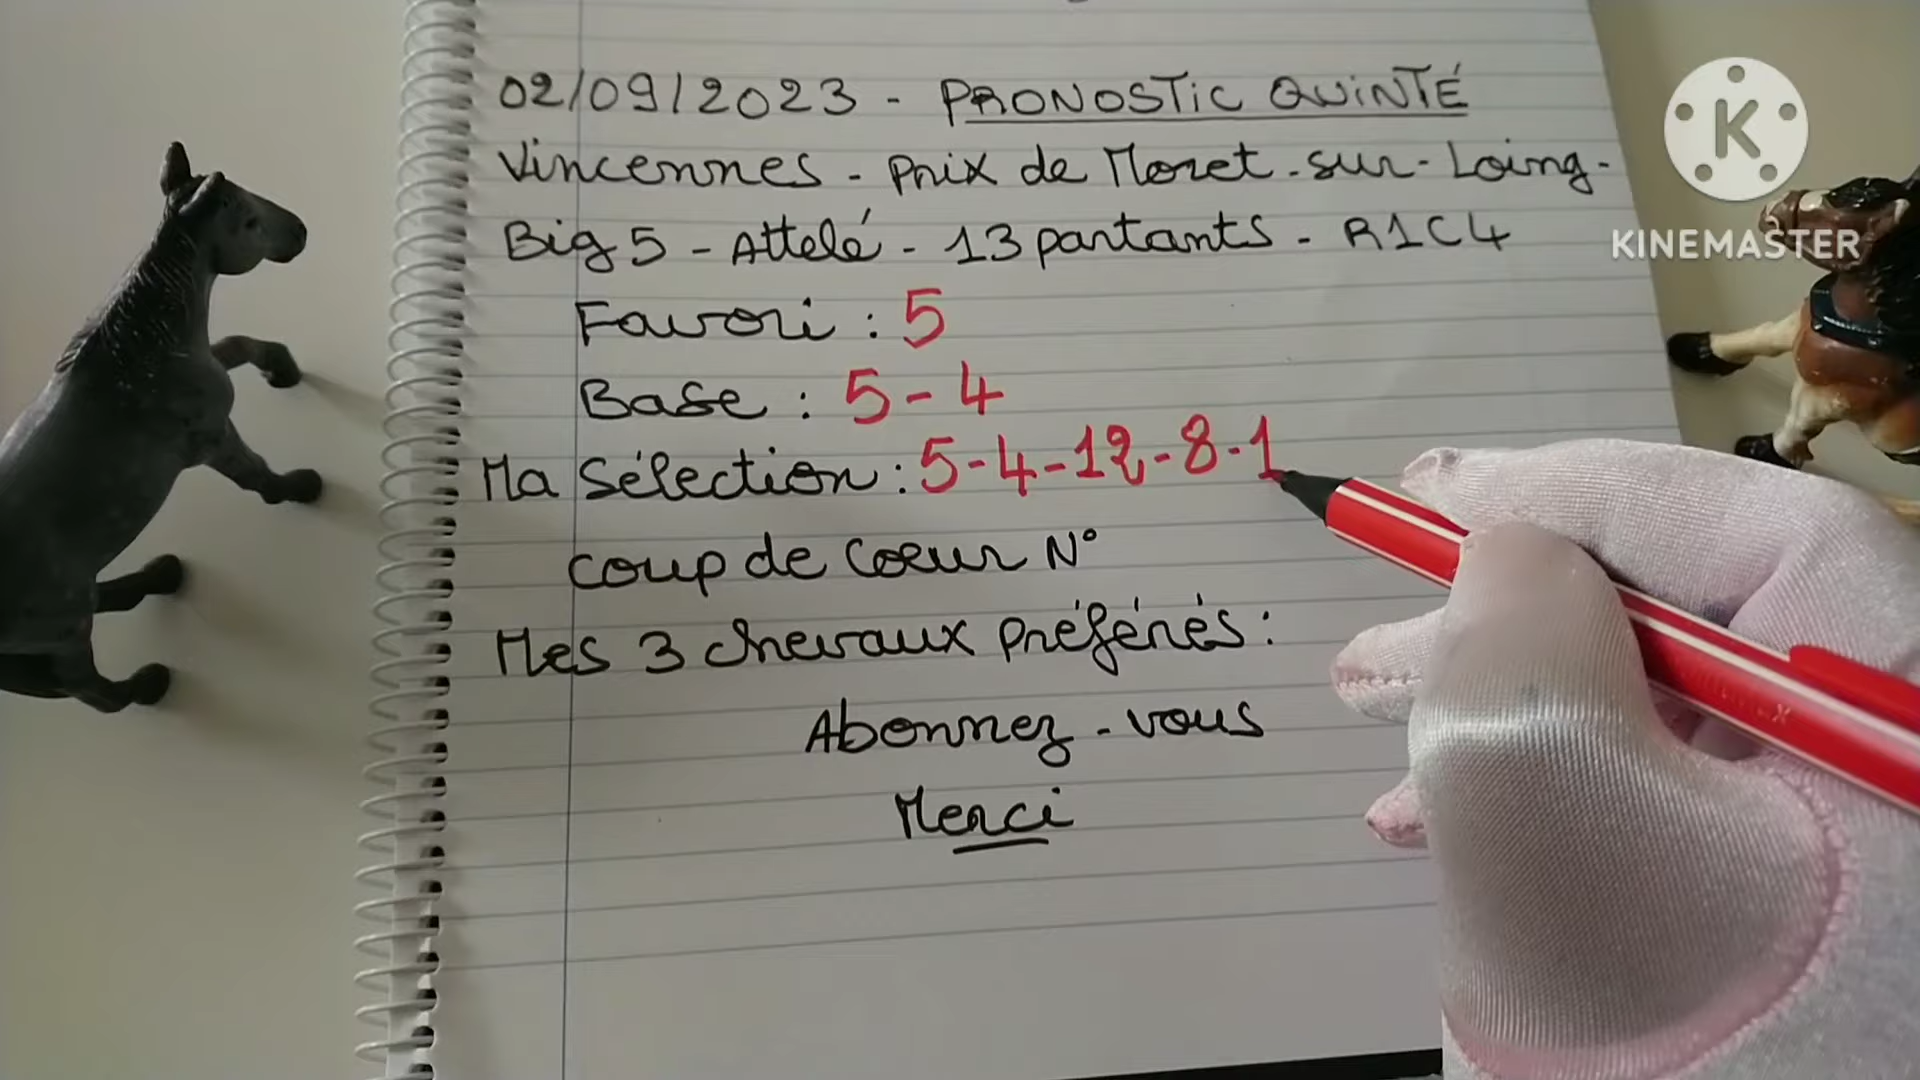 02/09/2023 - PRONOSTIC QUINTÉ
Vincennes - Prix de Moret-sur-Loing-
Big 5 - Attelé - 13 partants - R1C4
Favori : 5
Base : 5 - 4
Ma Sélection : 5 - 4 - 12 - 8 - 1
coup de Coeur N°
Mes 3 chevaux préférés :
Abonnez-vous
Merci
K
KINEMASTER